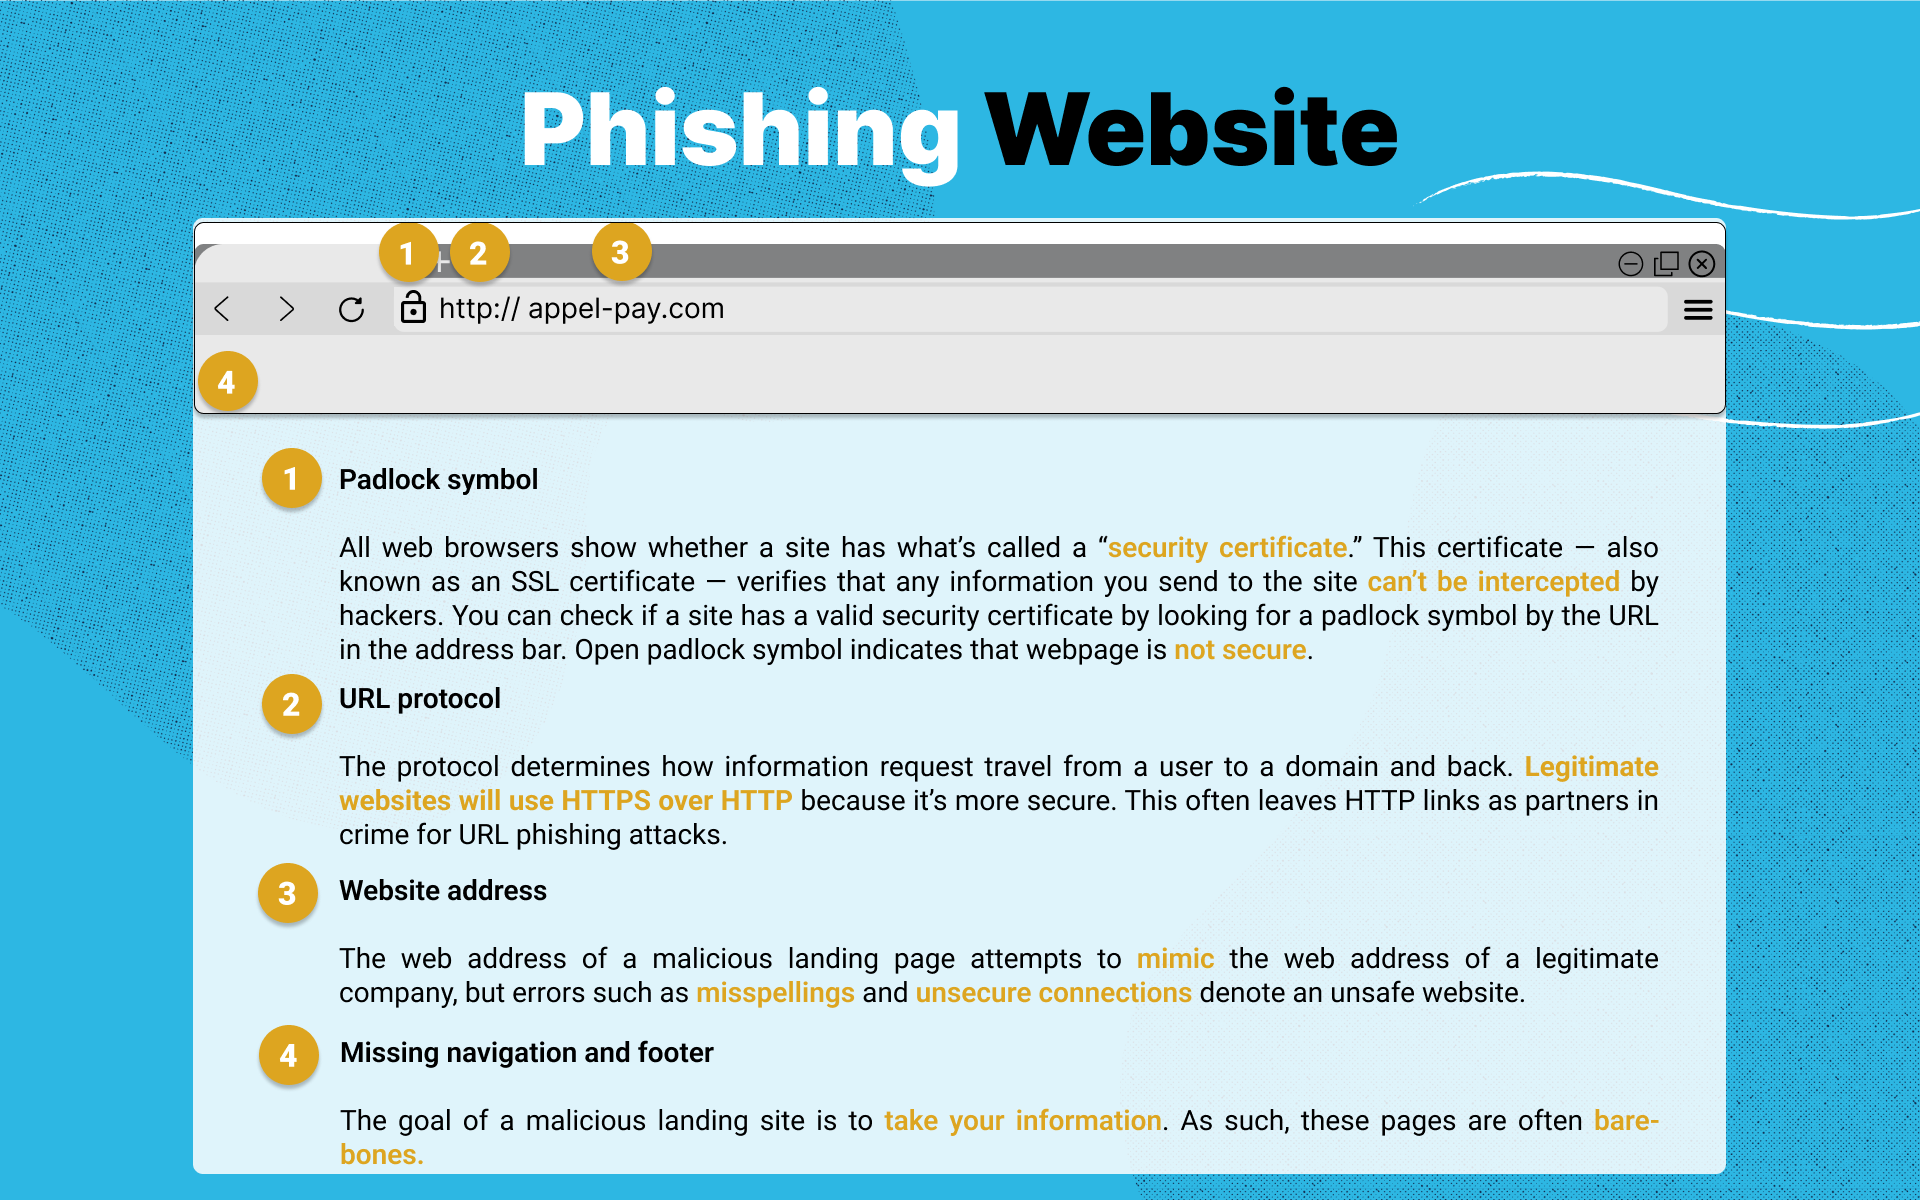 Phishing Website
1 + 2 3
http:// appel-pay.com
4
1 Padlock symbol
All web browsers show whether a site has what’s called a “security certificate.” This certificate — also
known as an SSL certificate — verifies that any information you send to the site can’t be intercepted by
hackers. You can check if a site has a valid security certificate by looking for a padlock symbol by the URL
in the address bar. Open padlock symbol indicates that webpage is not secure.
2 URL protocol
The protocol determines how information request travel from a user to a domain and back. Legitimate
websites will use HTTPS over HTTP because it’s more secure. This often leaves HTTP links as partners in
crime for URL phishing attacks.
3 Website address
The web address of a malicious landing page attempts to mimic the web address of a legitimate
company, but errors such as misspellings and unsecure connections denote an unsafe website.
4 Missing navigation and footer
The goal of a malicious landing site is to take your information. As such, these pages are often bare-
bones.